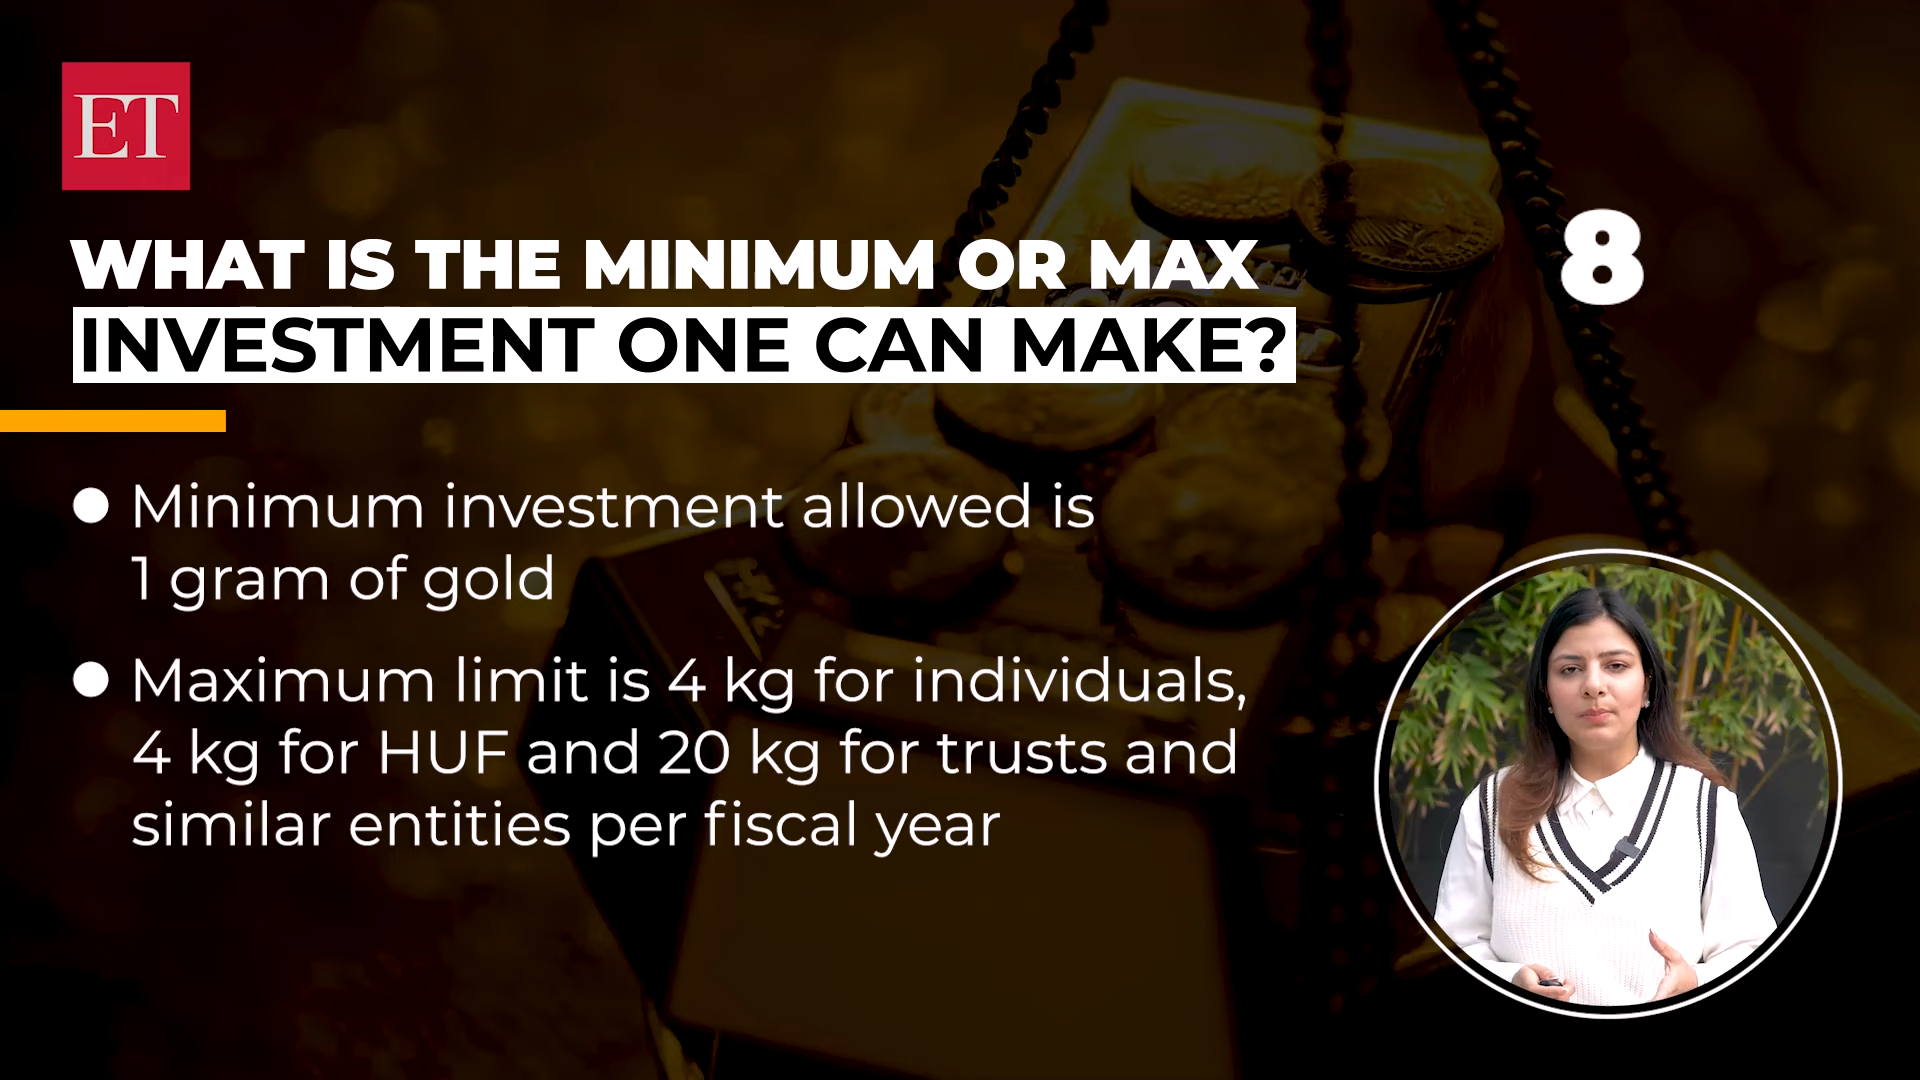 ET
WHAT IS THE MINIMUM OR MAX
8
INVESTMENT ONE CAN MAKE?
Minimum investment allowed is
1 gram of gold
Maximum limit is 4 kg for individuals,
4 kg for HUF and 20 kg for trusts and
similar entities per fiscal year